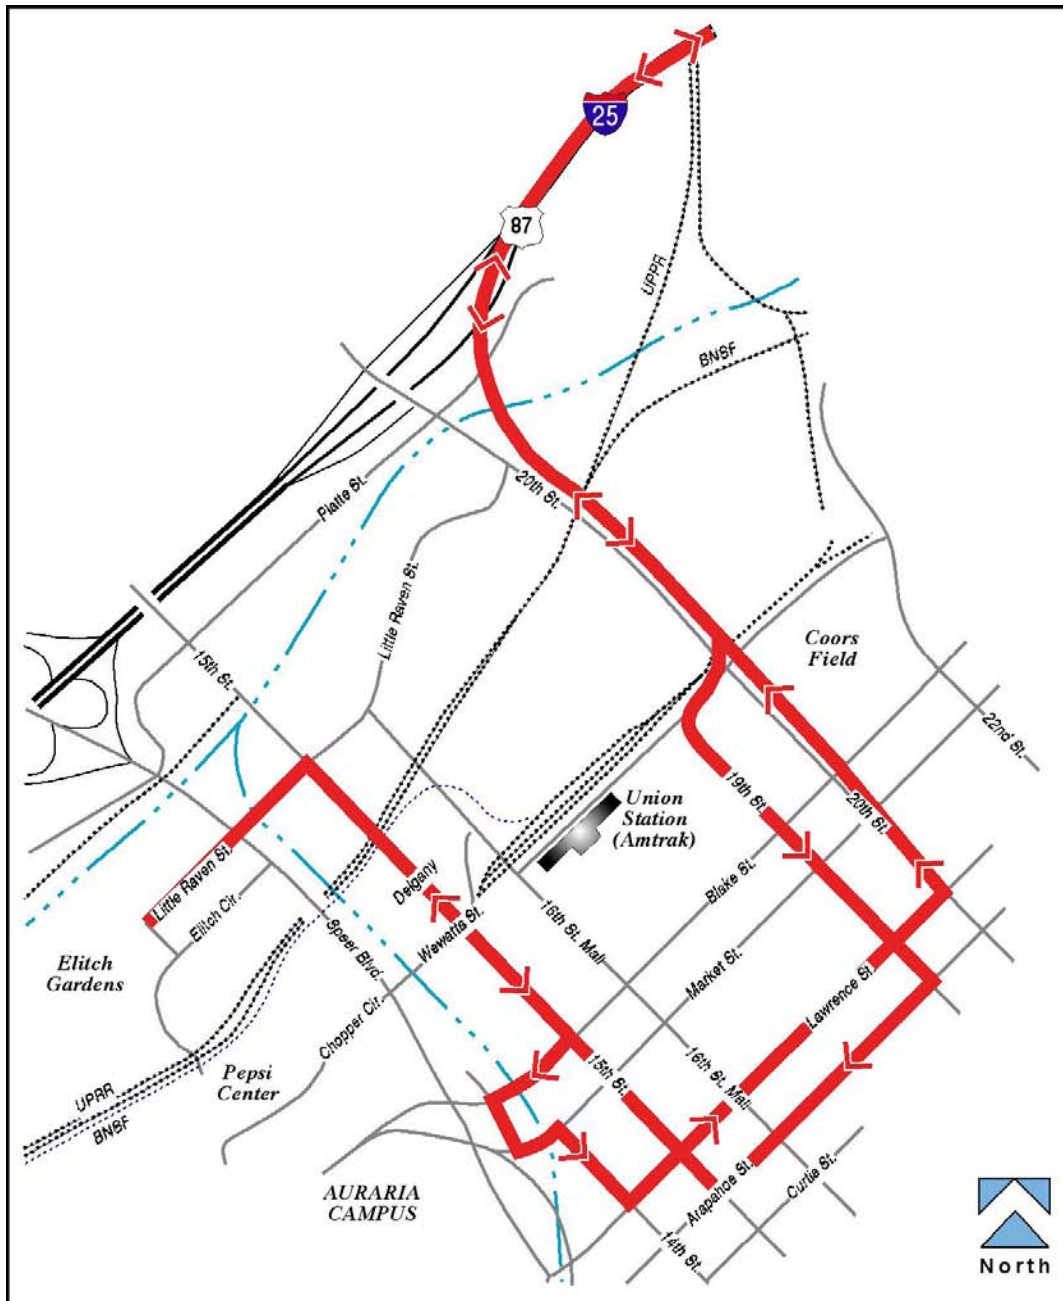 25
87
UPPR
BNSF
20th St.
Platte St.
Little Raven St.
15th St.
Coors
Field
22nd St.
19th St.
Union
Station
(Amtrak)
20th St.
Little Raven St.
Delgany
Blake St.
Elitch Cir.
Speer Blvd.
Wewatta St.
16th St. Mall
Elitch
Gardens
Market St.
Lawrence St.
Chopper Cir.
Pepsi
Center
15th St.
16th St. Mall
UPRR
BNSF
AURARIA
CAMPUS
Arapahoe St.
Curtis St.
14th St.
North